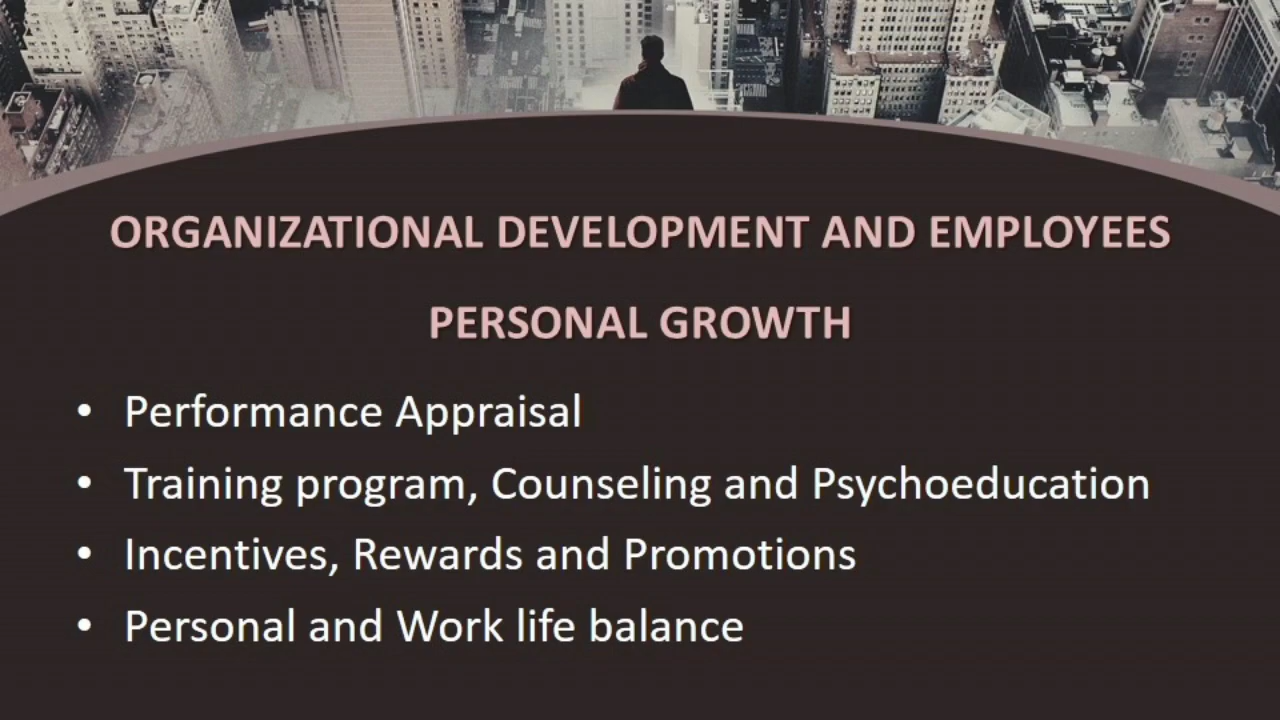 ORGANIZATIONAL DEVELOPMENT AND EMPLOYEES
PERSONAL GROWTH
• Performance Appraisal
• Training program, Counseling and Psychoeducation
• Incentives, Rewards and Promotions
• Personal and Work life balance